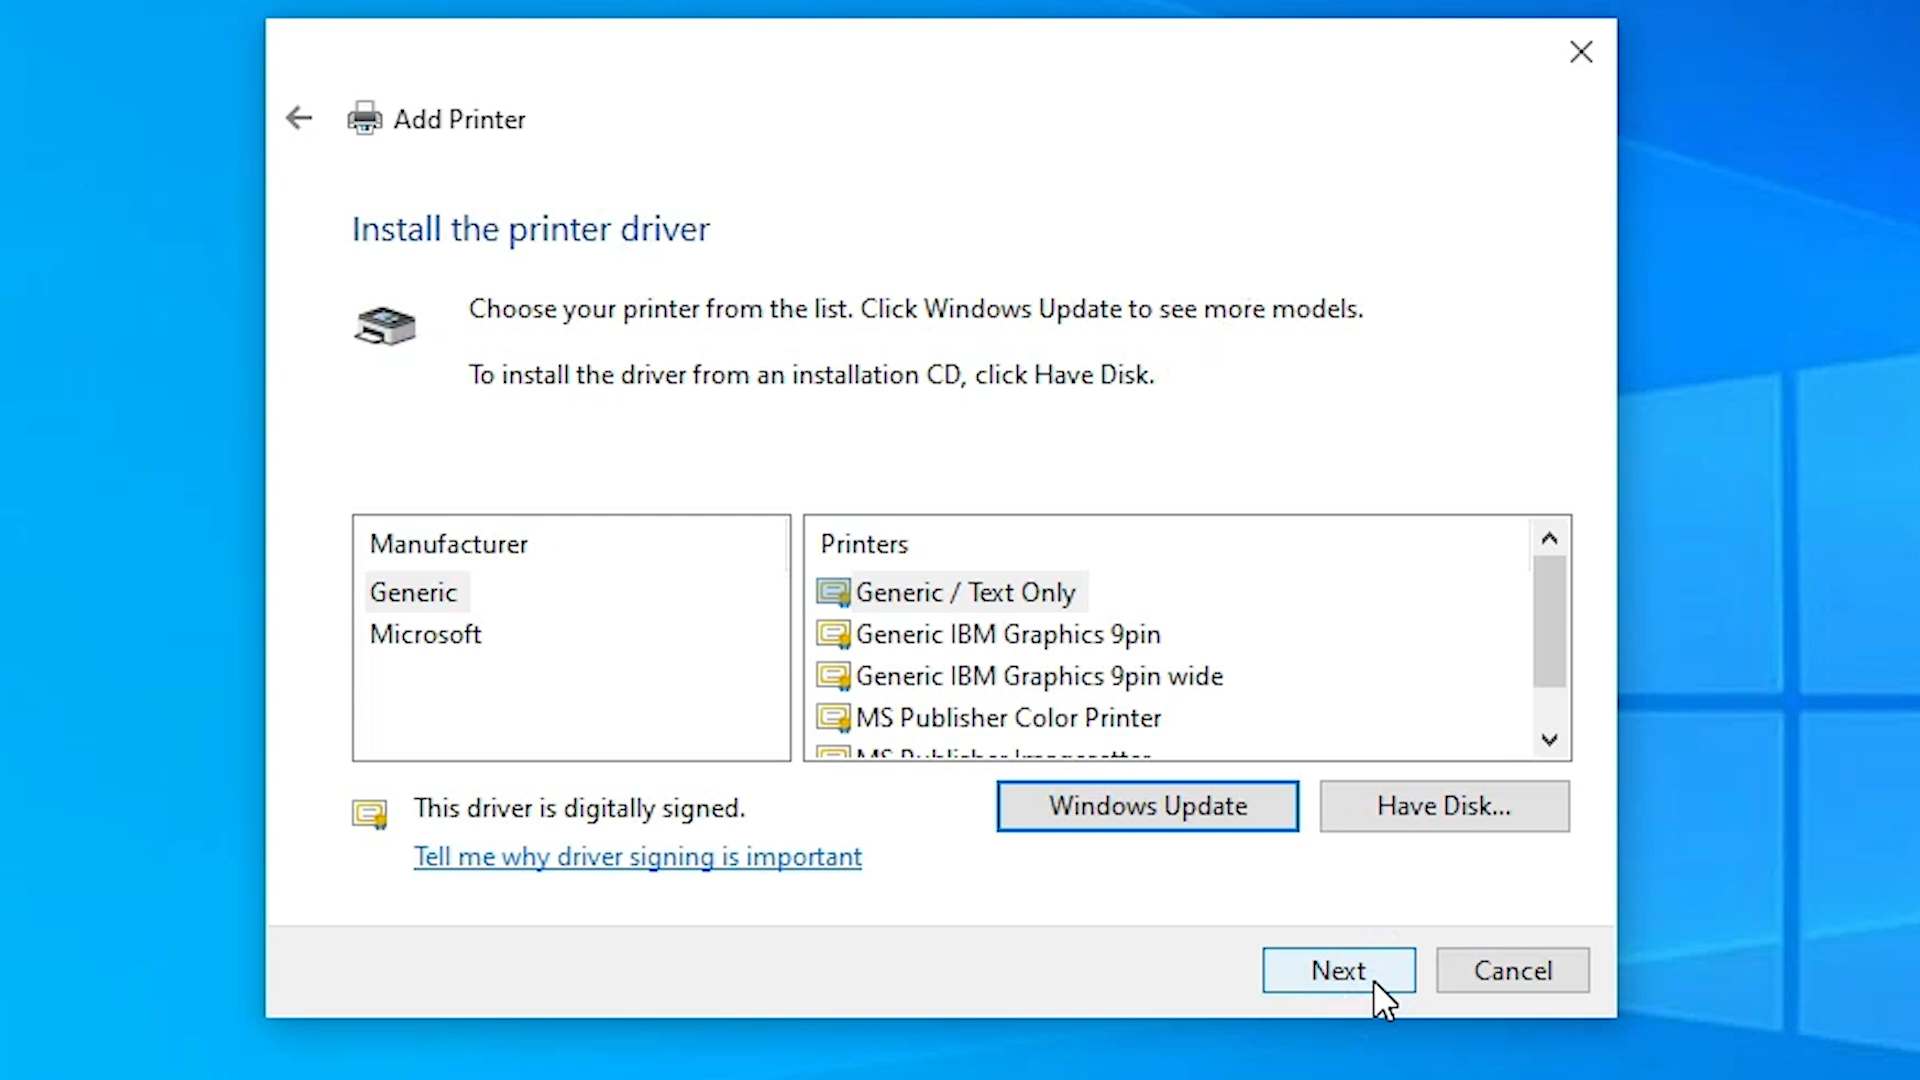 Add Printer
Install the printer driver
Choose your printer from the list. Click Windows Update to see more models.
To install the driver from an installation CD, click Have Disk.
Manufacturer
Generic
Microsoft
Printers
Generic / Text Only
Generic IBM Graphics 9pin
Generic IBM Graphics 9pin wide
MS Publisher Color Printer
MS Publisher Imagesetter
This driver is digitally signed.
Tell me why driver signing is important
Windows Update
Have Disk...
Next
Cancel